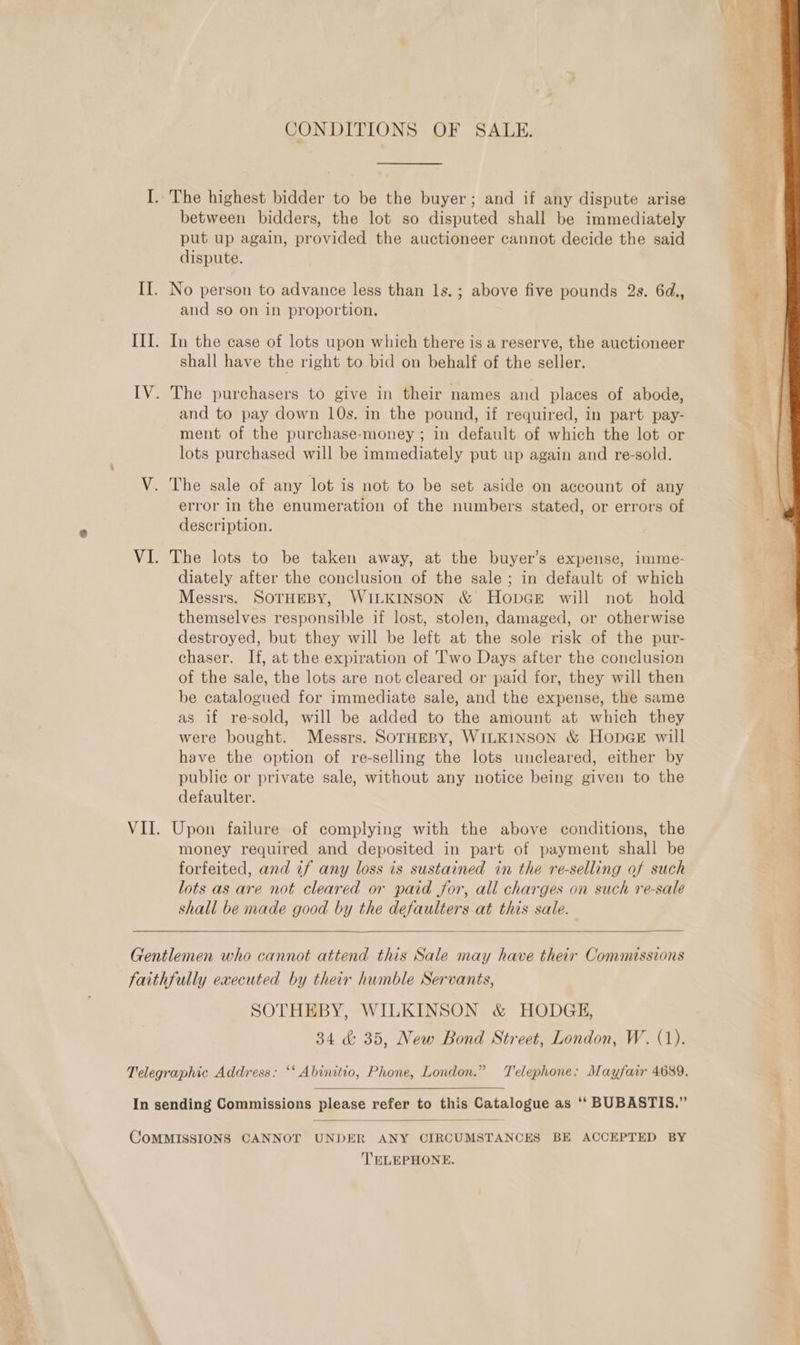 CONDITIONS OF SALE.
I. The highest bidder to be the buyer; and if any dispute arise
between bidders, the lot so disputed shall be immediately
put up again, provided the auctioneer cannot decide the said
dispute.
II. No person to advance less than 1s.; above five pounds 2s. 6d.,
and so on in proportion.
III. In the case of lots upon which there is a reserve, the auctioneer
shall have the right to bid on behalf of the seller.
IV. The purchasers to give in their names and places of abode,
and to pay down 10s. in the pound, if required, in part pay-
ment of the purchase-money; in default of which the lot or
lots purchased will be immediately put up again and re-sold.
V. The sale of any lot is not to be set aside on account of any
error in the enumeration of the numbers stated, or errors of
description.
VI. The lots to be taken away, at the buyer's expense, imme-
diately after the conclusion of the sale; in default of which
Messrs. SOTHEBY, WILKINSON & HODGE will not hold
themselves responsible if lost, stolen, damaged, or otherwise
destroyed, but they will be left at the sole risk of the pur-
chaser. If, at the expiration of Two Days after the conclusion
of the sale, the lots are not cleared or paid for, they will then
be catalogued for immediate sale, and the expense, the same
as if re-sold, will be added to the amount at which they
were bought. Messrs. SOTHEBY, WILKINSON & HODGE will
have the option of re-selling the lots uncleared, either by
public or private sale, without any notice being given to the
defaulter.
VII. Upon failure of complying with the above conditions, the
money required and deposited in part of payment shall be
forfeited, and if any loss is sustained in the re-selling of such
lots as are not cleared or paid for, all charges on such re-sale
shall be made good by the defaulters at this sale.
Gentlemen who cannot attend this Sale may have their Commissions
faithfully executed by their humble Servants,
SOTHEBY, WILKINSON & HODGE,
34 & 35, New Bond Street, London, W. (1).
Telegraphic Address: "Abinitio, Phone, London." Telephone: Mayfair 4689.
In sending Commissions please refer to this Catalogue as "BUBASTIS."
COMMISSIONS CANNOT UNDER ANY CIRCUMSTANCES BE ACCEPTED BY
TELEPHONE.